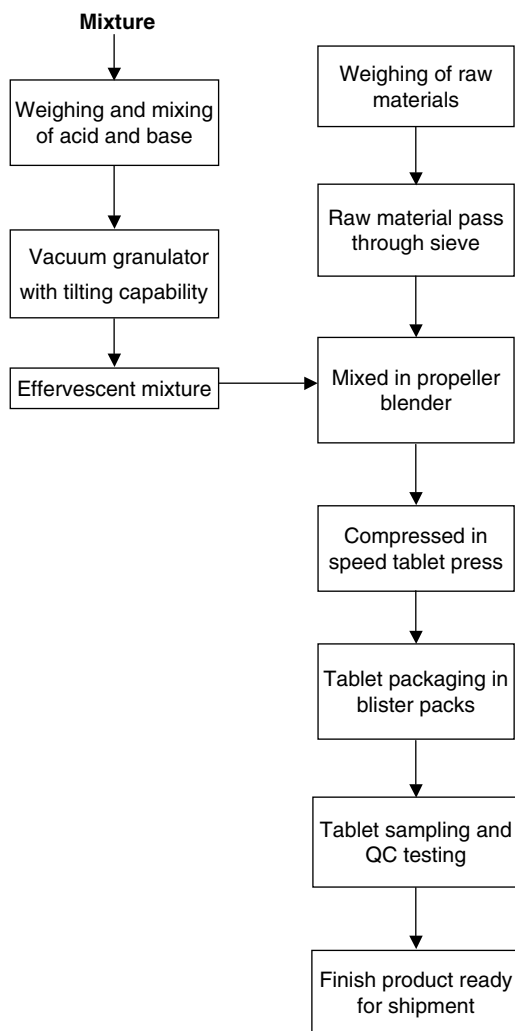 Mixture
Weighing and mixing
of acid and base
Vacuum granulator
with tilting capability
Effervescent mixture
Weighing of raw
materials
Raw material pass
through sieve
Mixed in propeller
blender
Compressed in
speed tablet press
Tablet packaging in
blister packs
Tablet sampling and
QC testing
Finish product ready
for shipment